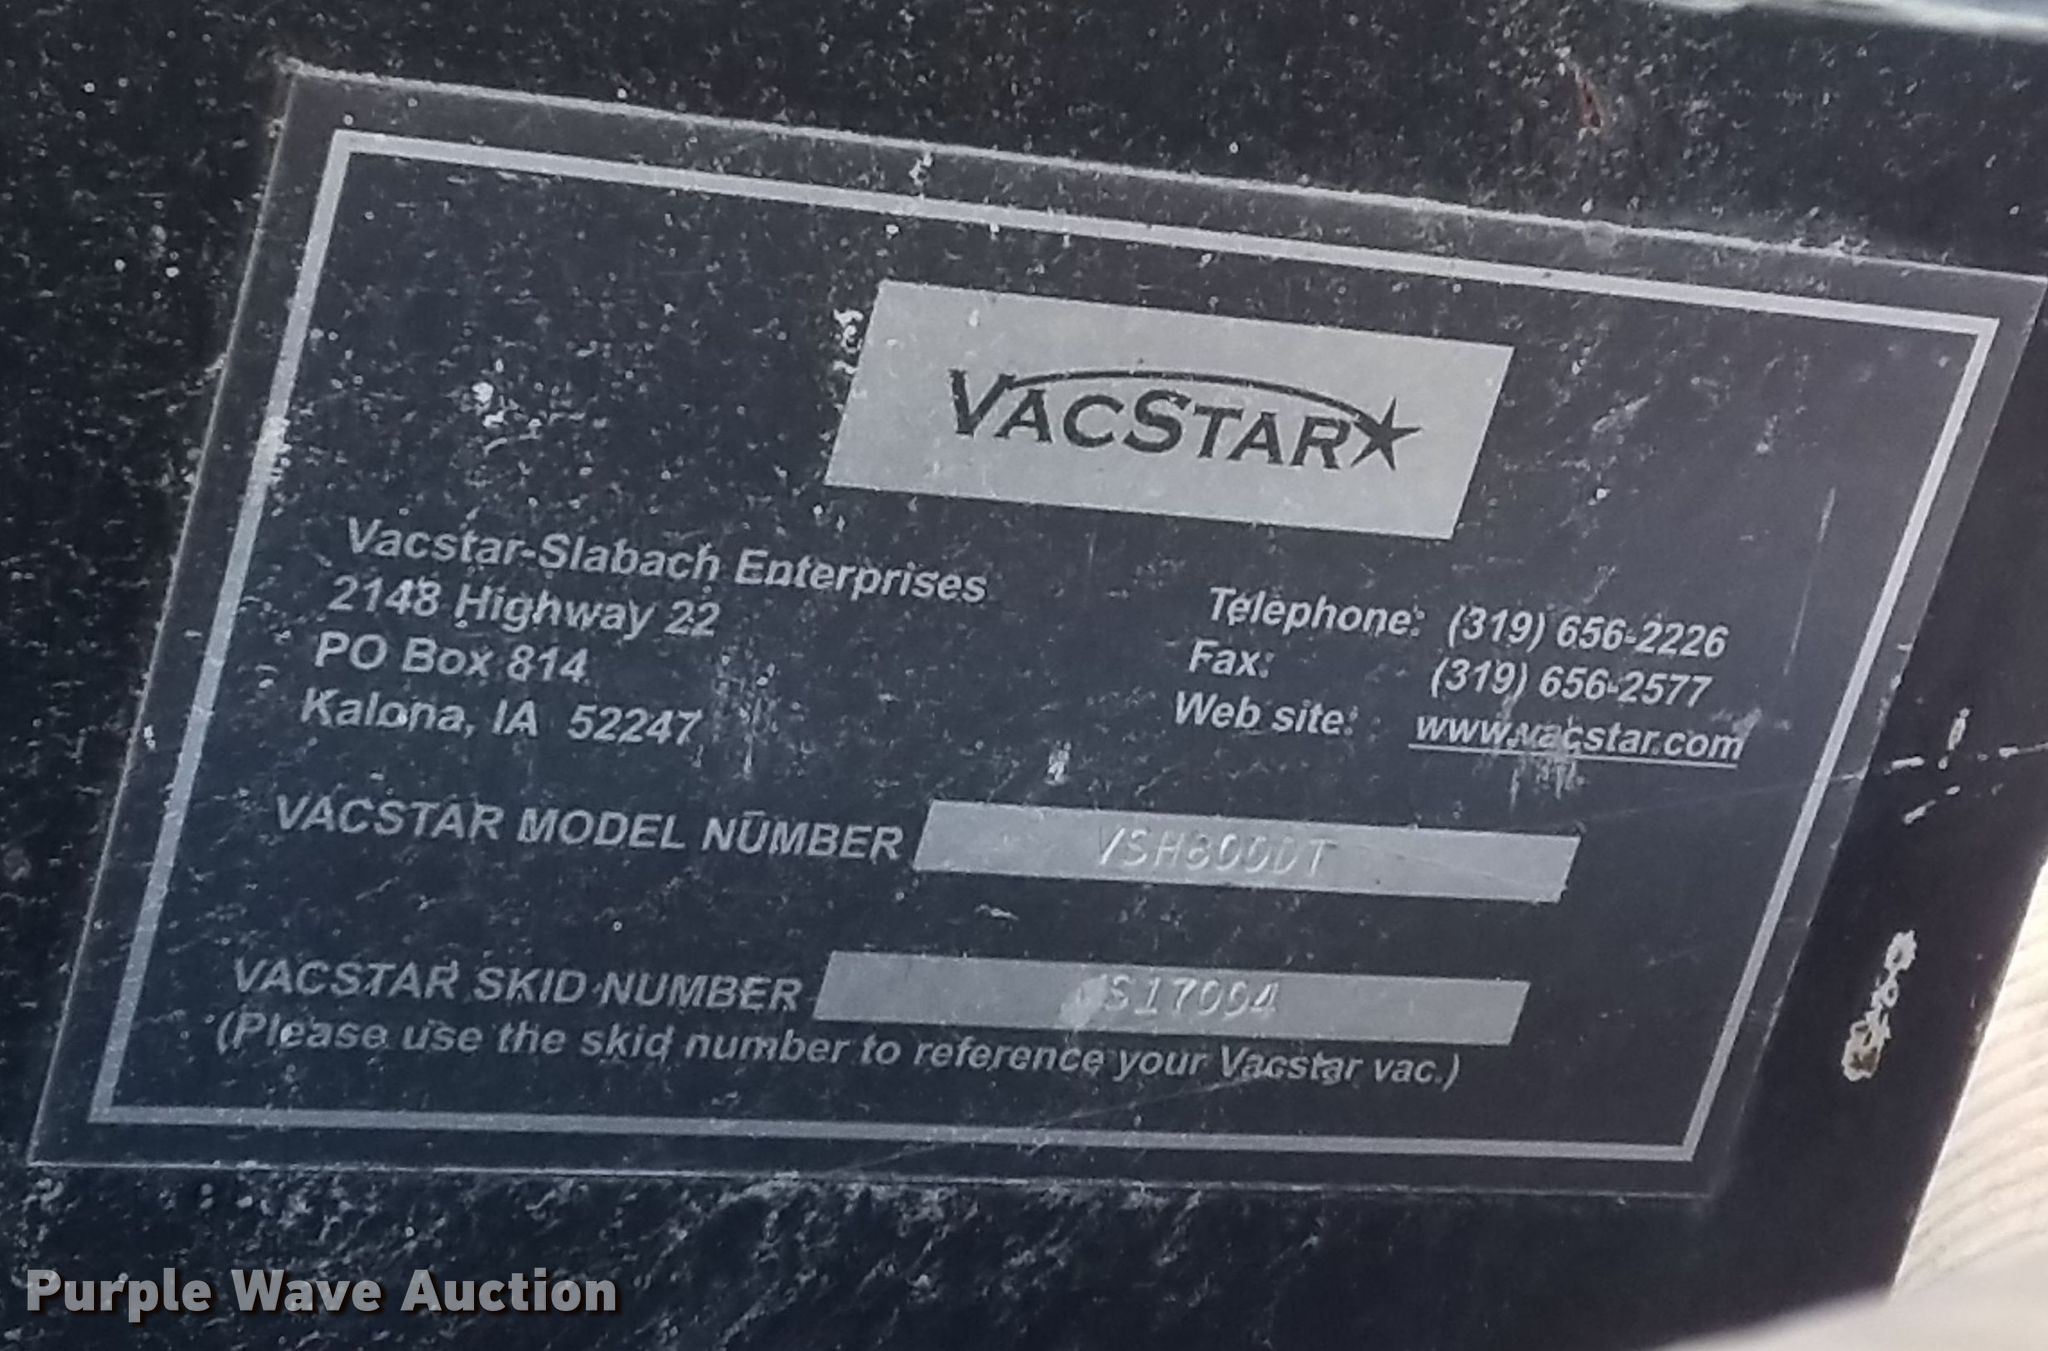 VACSTAR
Vacstar-Slabach Enterprises
2148 Highway 22
PO Box 814
Kalona, IA 52247
Telephone: (319) 656-2226
Fax: (319) 656-2577
Web site: www.vacstar.com
VACSTAR MODEL NUMBER
VACSTAR SKID NUMBER
(Please use the skid number to reference your Vacstar vac.)
Purple Wave Auction